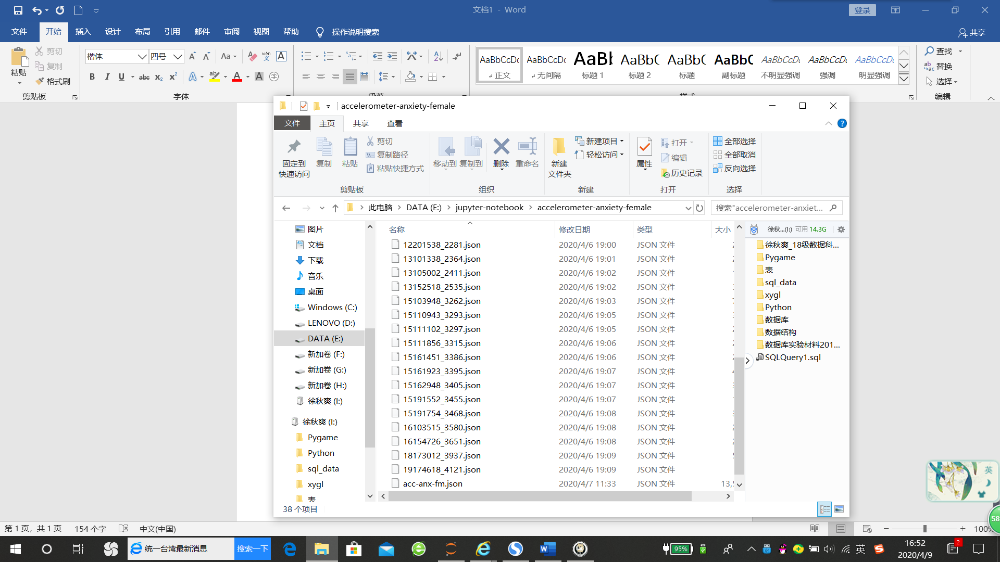 文档1 - Word
登录
文件 开始 插入 设计 布局 引用 邮件 审阅 视图 帮助 操作说明搜索 共享
粘贴 剪切 复制 格式刷
剪贴板
楷体 四号
字体
AaBbCcDc AaBbCcDc AaBb AaBbC AaBbC AaBbC AaBbCcDc AaBbCcDc AaBbCcDc
正文 无间隔 标题 1 标题 2 标题 副标题 不明显强调 强调 明显强调
查找
替换
选择
编辑
accelerometer-anxiety-female
文件 主页 共享 查看
固定到
快速访问
复制 粘贴
剪切
复制路径
粘贴快捷方式
剪贴板
移动到 复制到 删除 重命名
组织
新建
文件夹
新建项目
轻松访问
新建
属性
打开
编辑
历史记录
打开
全部选择
全部取消
反向选择
选择
此电脑 DATA (E:) jupyter-notebook accelerometer-anxiety-female
搜索"accelerometer-anxiet...
图片
文档
下载
音乐
桌面
Windows (C:)
LENOVO (D:)
DATA (E:)
新加卷 (F:)
新加卷 (G:)
新加卷 (H:)
徐秋爽 (I:)
徐秋爽 (I:)
Pygame
Python
sql_data
xygl
表
名称 修改日期 类型 大小
12201538_2281.json 2020/4/6 19:00 JSON 文件
13101338_2364.json 2020/4/6 19:01 JSON 文件
13105002_2411.json 2020/4/6 19:02 JSON 文件
13152518_2535.json 2020/4/6 19:02 JSON 文件
15103948_3262.json 2020/4/6 19:03 JSON 文件
15110943_3293.json 2020/4/6 19:05 JSON 文件
15111102_3297.json 2020/4/6 19:05 JSON 文件
15111856_3315.json 2020/4/6 19:06 JSON 文件
15161451_3386.json 2020/4/6 19:06 JSON 文件
15161923_3395.json 2020/4/6 19:07 JSON 文件
15162948_3405.json 2020/4/6 19:07 JSON 文件
15191552_3455.json 2020/4/6 19:07 JSON 文件
15191754_3468.json 2020/4/6 19:08 JSON 文件
16103515_3580.json 2020/4/6 19:08 JSON 文件
16154726_3651.json 2020/4/6 19:08 JSON 文件
18173012_3937.json 2020/4/6 19:09 JSON 文件
19174618_4121.json 2020/4/6 19:09 JSON 文件
acc-anx-fm.json 2020/4/7 11:33 JSON 文件
徐秋...(I:) 可用 14.3G
徐秋爽_18级数据科...
Pygame
表
sql_data
xygl
Python
数据库
数据结构
数据库实验材料201...
SQLQuery1.sql
38 个项目
英
58
第 1 页，共 1 页 154 个字 中文(中国) 100%
统一台湾最新消息 搜索一下
95%
英
16:52
2020/4/9
2